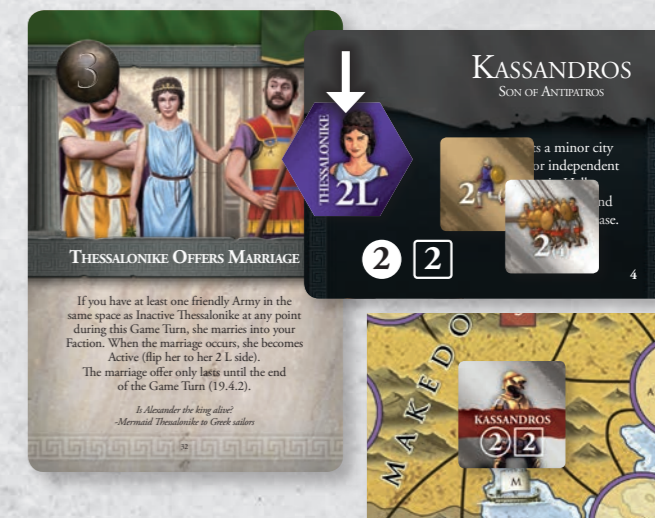 3
THESSALONIKE OFFERS MARRIAGE
If you have at least one friendly Army in the
same space as Inactive Thessalonike at any point
during this Game Turn, she marries into your
Faction. When the marriage occurs, she becomes
Active (flip her to her 2 L side).
The marriage offer only lasts until the end
of the Game Turn (19.4.2).
Is Alexander the king alive?
-Mermaid Thessalonike to Greek sailors
32
THESSALONIKE
2L
KASSANDROS
SON OF ANTIPATROS
a minor city
or independent
nd
ase.
2
2 (4)
2 2
4
MAKEDO
KASSANDROS
2 2
M